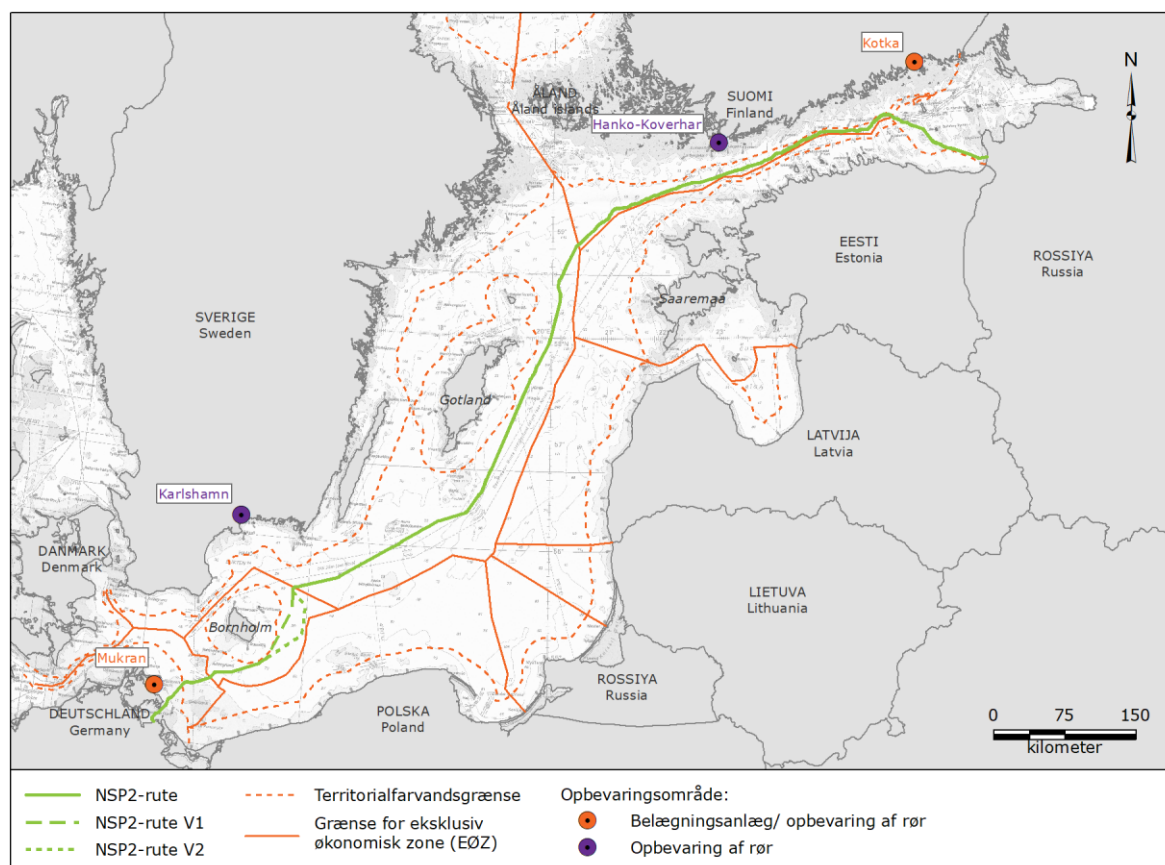 Kotka
N
ÅLAND
Åland islands
SUOMI
Finland
Hanko-Koverhar
EESTI
Estonia
ROSSIYA
Russia
SVERIGE
Sweden
Saaremaa
Gotland
LATVIJA
Latvia
Karlshamn
DANMARK
Denmark
LIETUVA
Lithuania
Bornholm
Mukran
ROSSIYA
Russia
DEUTSCHLAND
Germany
POLSKA
Poland
0 75 150
kilometer
NSP2-rute
NSP2-rute V1
NSP2-rute V2
Territorialfarvandsgrænse
Grænse for eksklusiv
økonomisk zone (EØZ)
Opbevaringsområde:
Belægningsanlæg/ opbevaring af rør
Opbevaring af rør